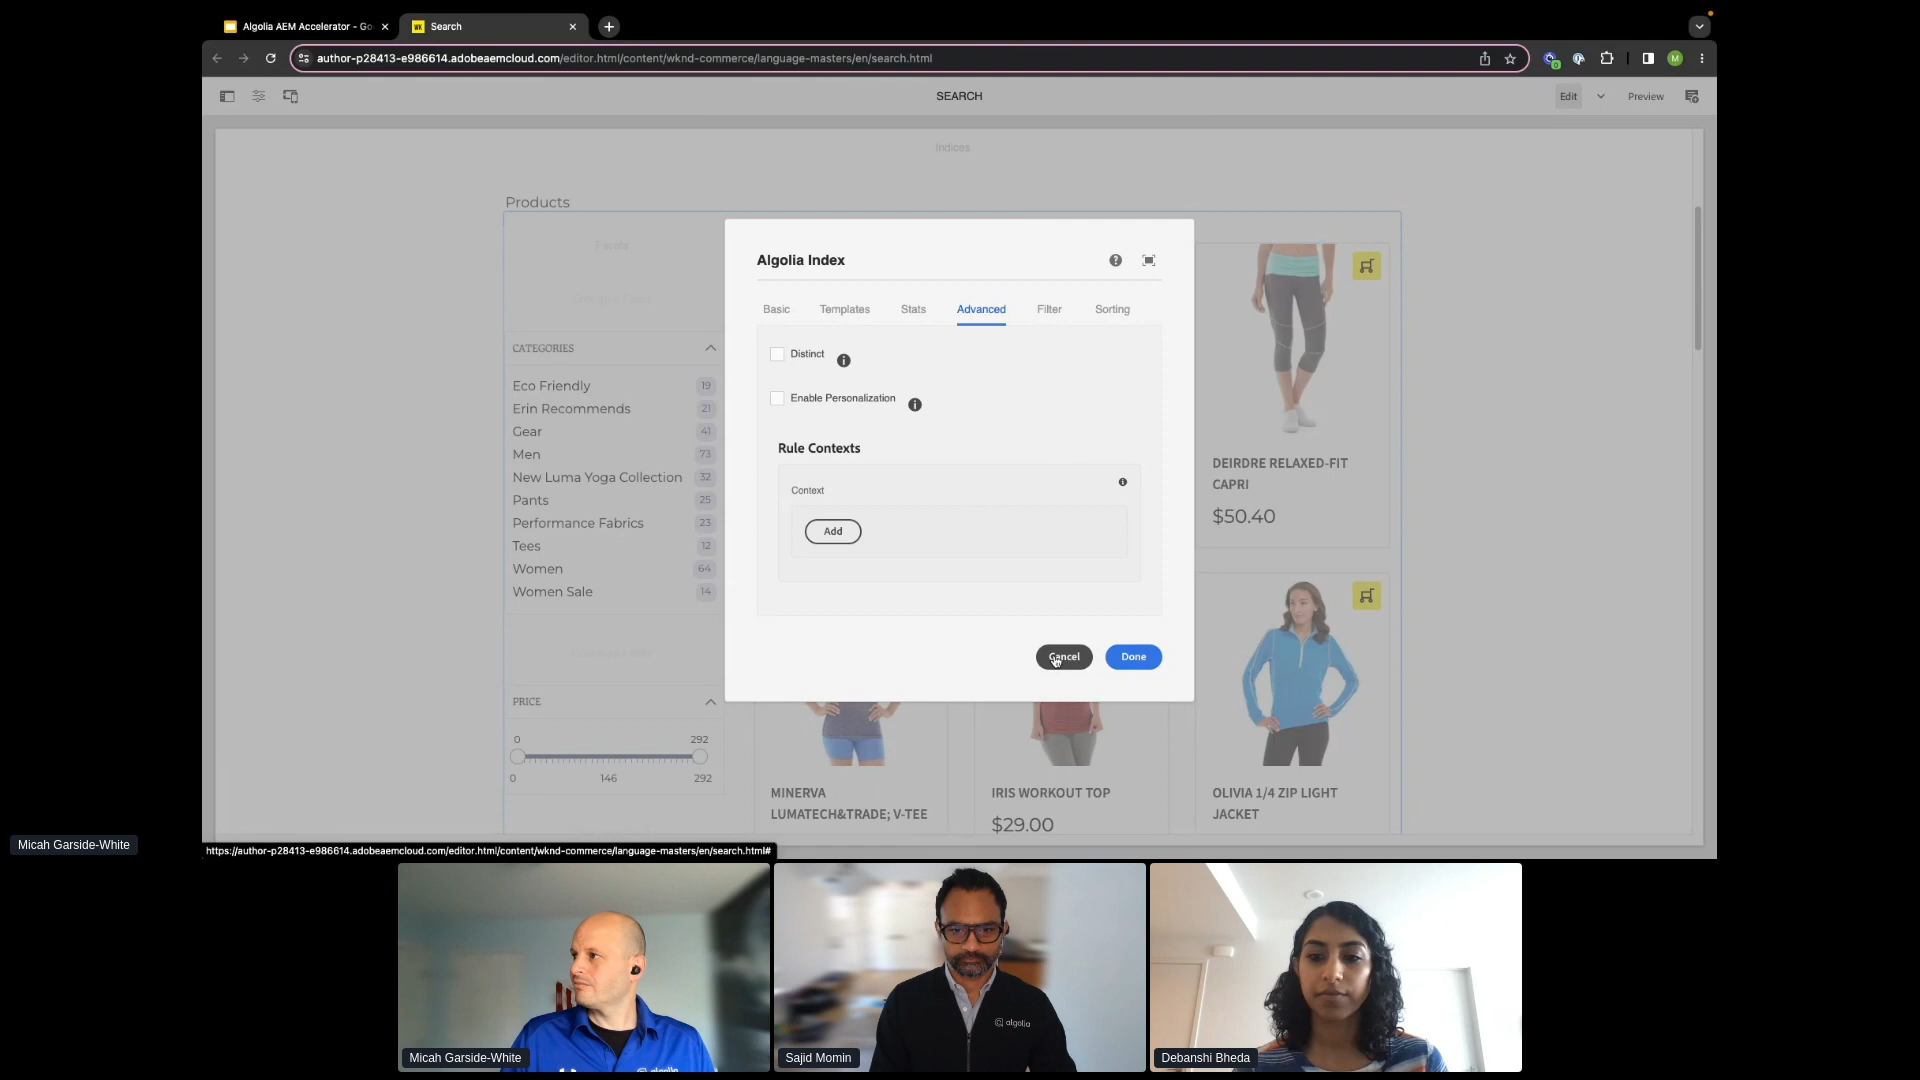 Algolia AEM Accelerator - Go
Search
author-p28413-e986614.adobeaemcloud.com/editor.html/content/wknd-commerce/language-masters/en/search.html
SEARCH
Edit
Preview
Indices
Products
Facets
CATEGORIES
Eco Friendly 19
Erin Recommends 21
Gear 41
Men 73
New Luma Yoga Collection 32
Pants 25
Performance Fabrics 23
Tees 12
Women 64
Women Sale 14
PRICE
0 292
0 146 292
Algolia Index
Basic Templates Stats Advanced Filter Sorting
Distinct
Enable Personalization
Rule Contexts
Context
Add
Cancel Done
DEIRDRE RELAXED-FIT
CAPRI
$50.40
MINERVA
LUMATECH&TRADE; V-TEE
IRIS WORKOUT TOP
$29.00
OLIVIA 1/4 ZIP LIGHT
JACKET
Micah Garside-White
https://author-p28413-e986614.adobeaemcloud.com/editor.html/content/wknd-commerce/language-masters/en/search.html#
algolia
algolia
Micah Garside-White
Sajid Momin
Debanshi Bheda